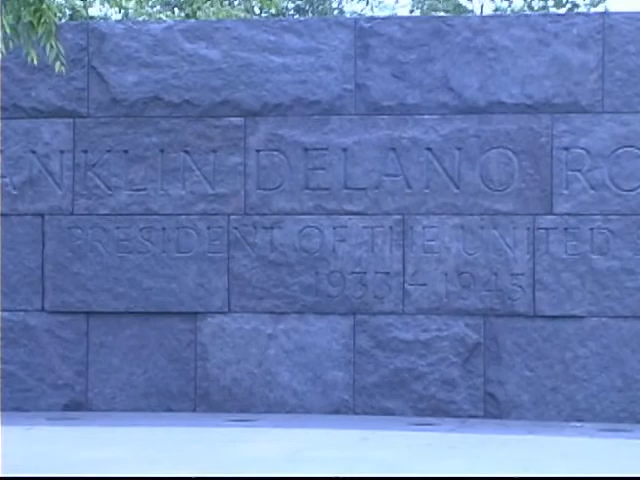 ANKLIN DELANO RO
PRESIDENT OF THE UNITED
1933 - 1945